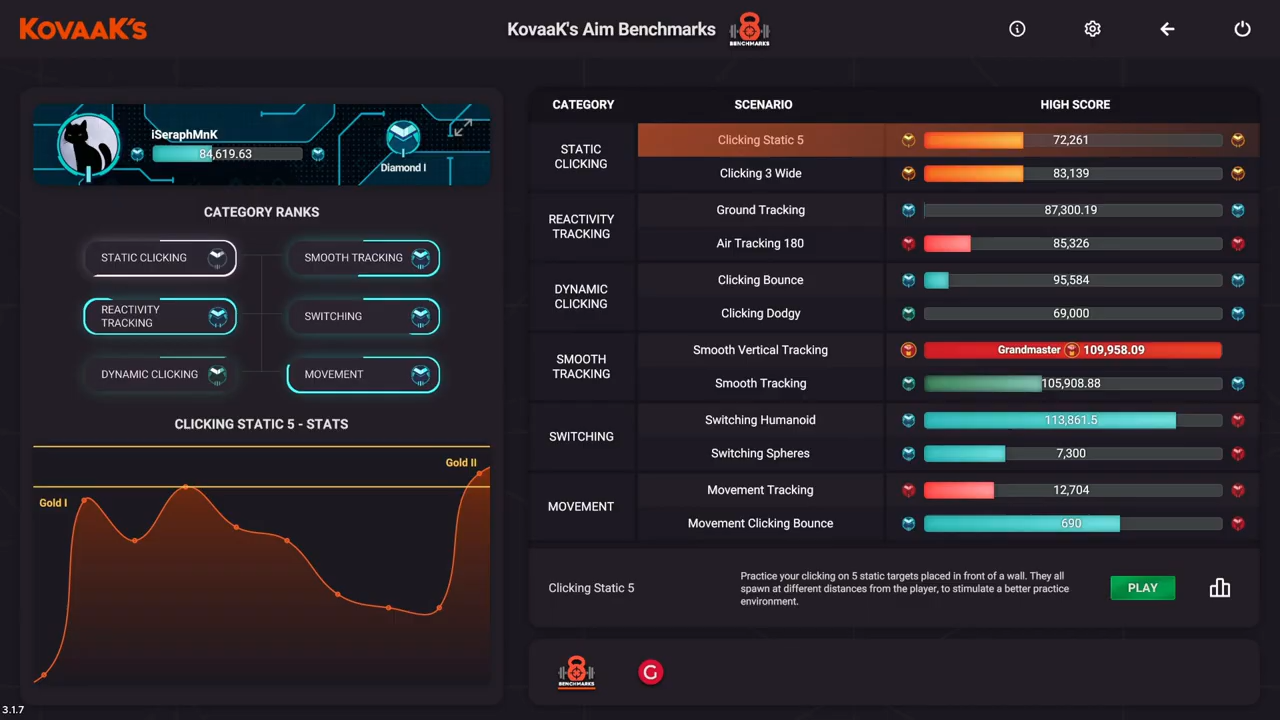 KOVAAK'S
KovaaK's Aim Benchmarks
BENCHMARKS
iSeraphMnK
84,619.63
Diamond I
CATEGORY RANKS
STATIC CLICKING
SMOOTH TRACKING
REACTIVITY
TRACKING
SWITCHING
DYNAMIC CLICKING
MOVEMENT
CLICKING STATIC 5 - STATS
Gold II
Gold I
CATEGORY
SCENARIO
HIGH SCORE
STATIC
CLICKING
Clicking Static 5
72,261
Clicking 3 Wide
83,139
REACTIVITY
TRACKING
Ground Tracking
87,300.19
Air Tracking 180
85,326
DYNAMIC
CLICKING
Clicking Bounce
95,584
Clicking Dodgy
69,000
SMOOTH
TRACKING
Smooth Vertical Tracking
Grandmaster 109,958.09
Smooth Tracking
105,908.88
SWITCHING
Switching Humanoid
113,861.5
Switching Spheres
7,300
MOVEMENT
Movement Tracking
12,704
Movement Clicking Bounce
690
Clicking Static 5
Practice your clicking on 5 static targets placed in front of a wall. They all
spawn at different distances from the player, to stimulate a better practice
environment.
PLAY
BENCHMARKS
G
3.1.7